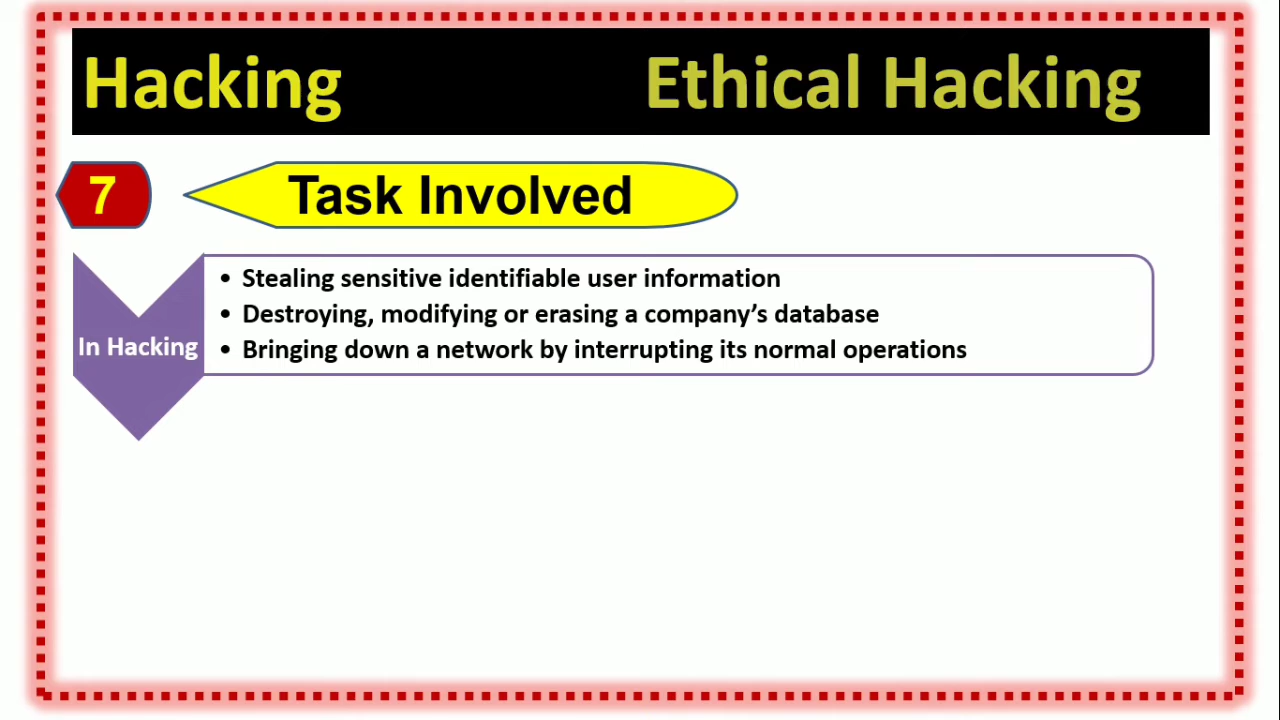 Hacking Ethical Hacking
7 Task Involved
• Stealing sensitive identifiable user information
• Destroying, modifying or erasing a company’s database
In Hacking
• Bringing down a network by interrupting its normal operations